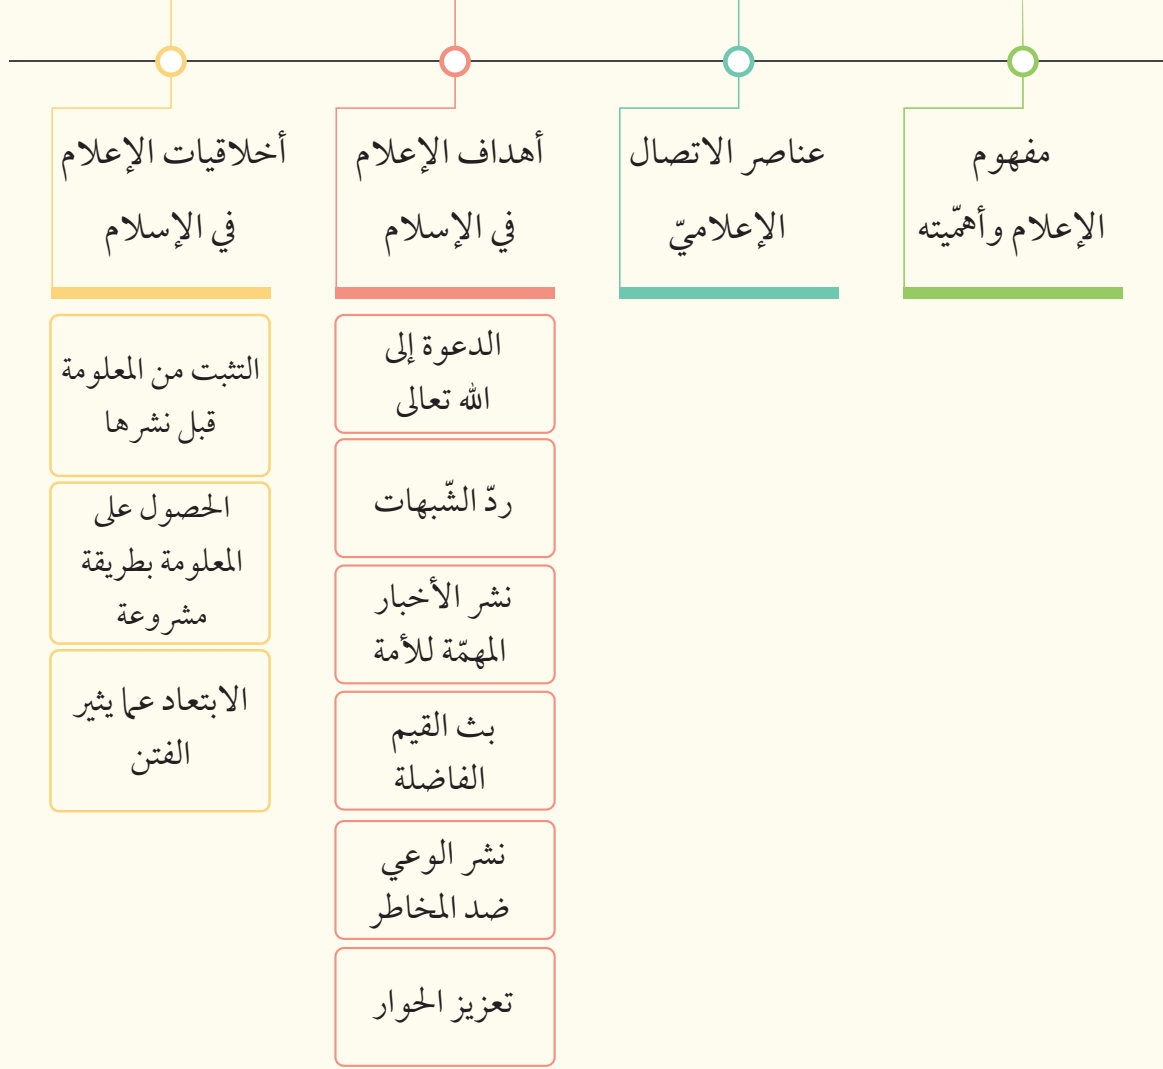 مفهوم
الإعلام وأهمّيته
عناصر الاتصال
الإعلاميّ
أهداف الإعلام
في الإسلام
الدعوة إلى
الله تعالى
ردّ الشّبهات
نشر الأخبار
المهمّة للأمة
بث القيم
الفاضلة
نشر الوعي
ضد المخاطر
تعزيز الحوار
أخلاقيات الإعلام
في الإسلام
التثبت من المعلومة
قبل نشرها
الحصول على
المعلومة بطريقة
مشروعة
الابتعاد عما يثير
الفتن